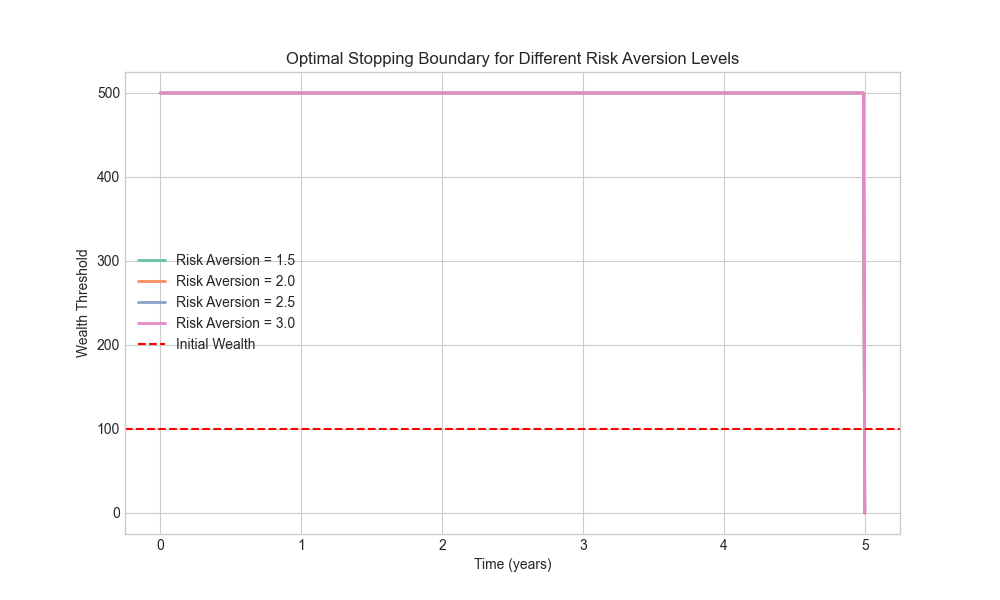 Optimal Stopping Boundary for Different Risk Aversion Levels
Wealth Threshold
500
400
300
200
100
0
Risk Aversion = 1.5
Risk Aversion = 2.0
Risk Aversion = 2.5
Risk Aversion = 3.0
Initial Wealth
0 1 2 3 4 5
Time (years)